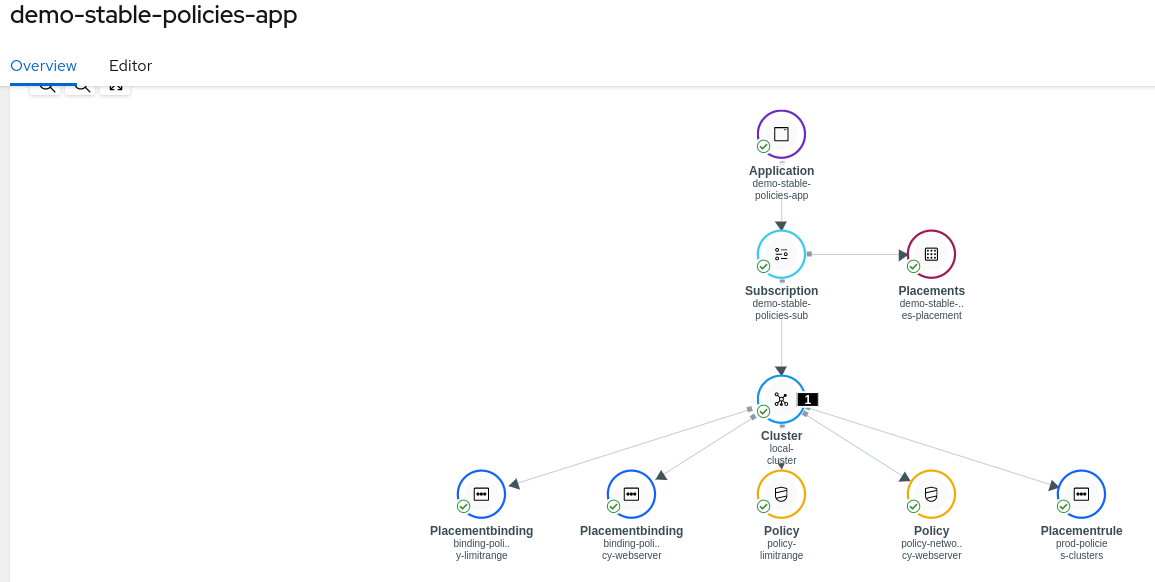 demo-stable-policies-app
Overview
Editor
Application
demo-stable-
policies-app
Subscription
demo-stable-
policies-sub
Placements
demo-stable-..
es-placement
1
Cluster
local-
cluster
Placementbinding
binding-poli..
y-limitrange
Placementbinding
binding-poli..
cy-webserver
Policy
policy-
limitrange
Policy
policy-netwo..
cy-webserver
Placementrule
prod-policie
s-clusters